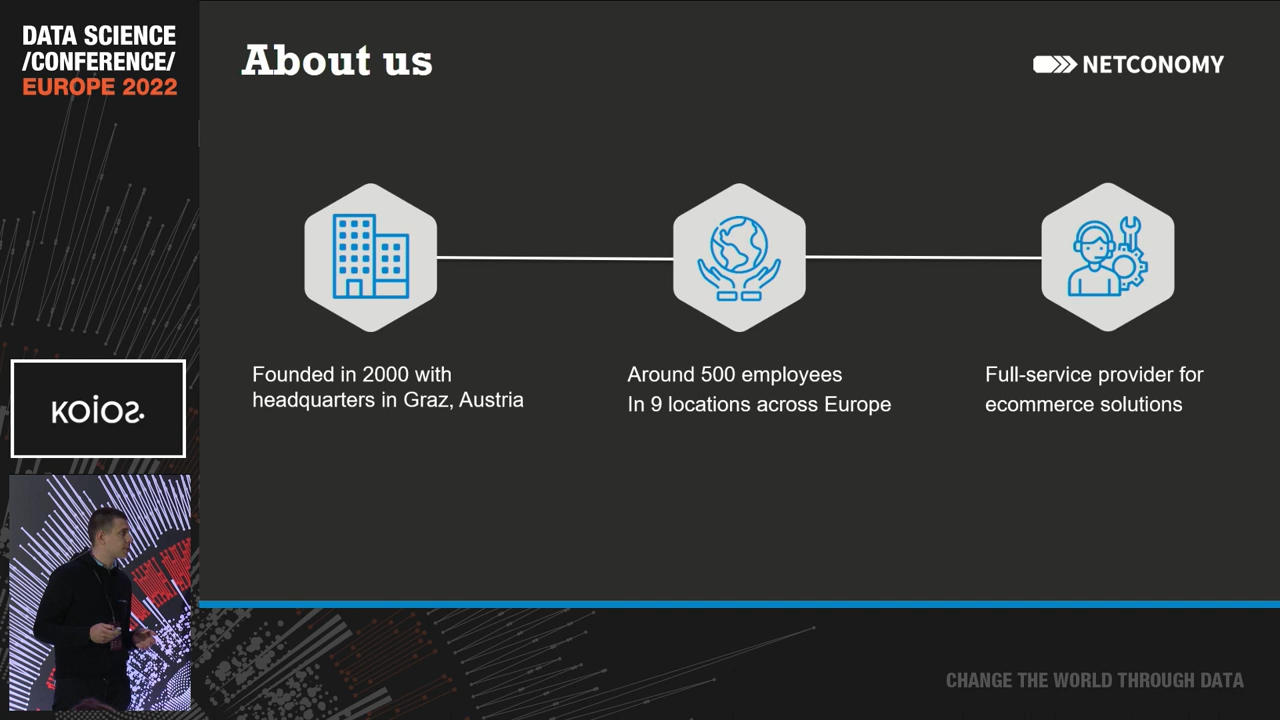 DATA SCIENCE
/CONFERENCE/
EUROPE 2022
About us
NETCONOMY
Founded in 2000 with
headquarters in Graz, Austria
Around 500 employees
In 9 locations across Europe
Full-service provider for
ecommerce solutions
KOIOS.
CHANGE THE WORLD THROUGH DATA